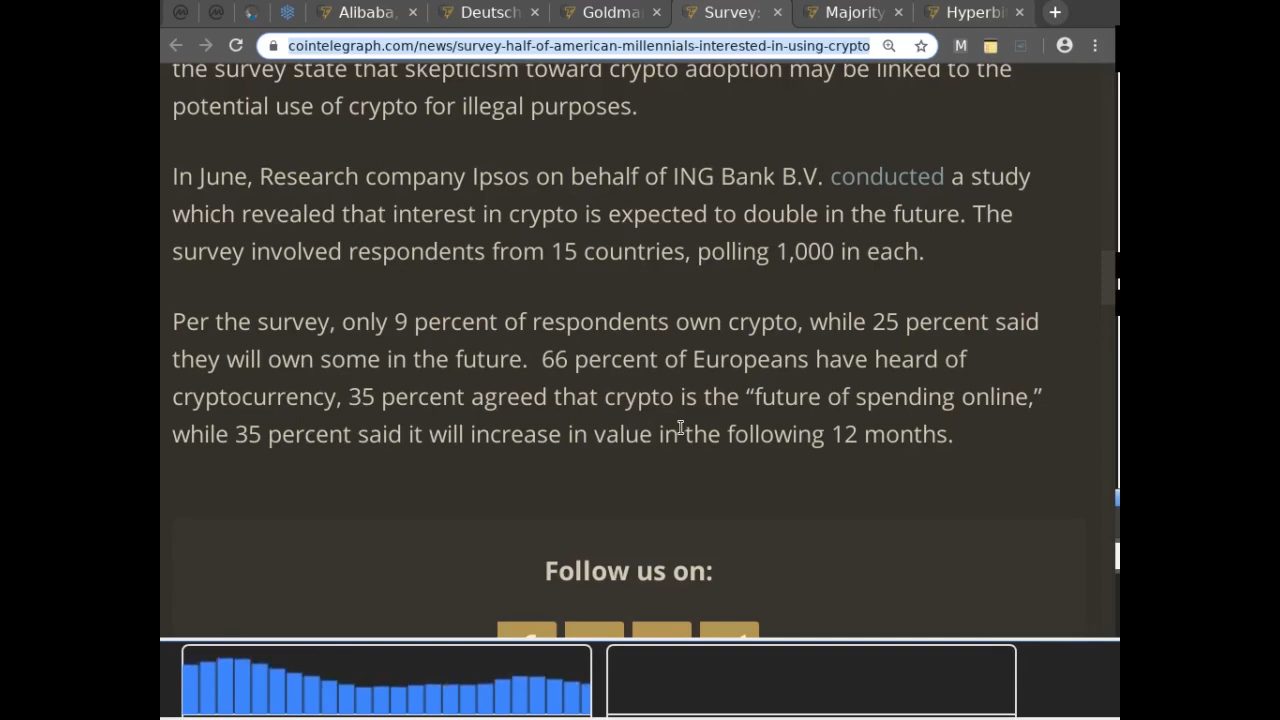 Alibaba,
Deutsch
Goldma
Survey:
Majority
Hyperbi
cointelegraph.com/news/survey-half-of-american-millennials-interested-in-using-crypto
M
the survey state that skepticism toward crypto adoption may be linked to the
potential use of crypto for illegal purposes.
In June, Research company Ipsos on behalf of ING Bank B.V. conducted a study
which revealed that interest in crypto is expected to double in the future. The
survey involved respondents from 15 countries, polling 1,000 in each.
Per the survey, only 9 percent of respondents own crypto, while 25 percent said
they will own some in the future.  66 percent of Europeans have heard of
cryptocurrency, 35 percent agreed that crypto is the “future of spending online,”
while 35 percent said it will increase in value in the following 12 months.
Follow us on: